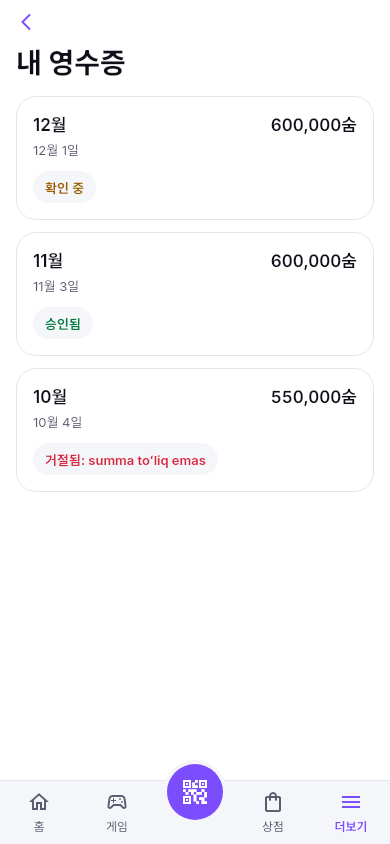 내 영수증
12월
600,000숨
12월 1일
확인 중
11월
600,000숨
11월 3일
승인됨
10월
550,000숨
10월 4일
거절됨: summa toʻliq emas
홈
게임
상점
더보기